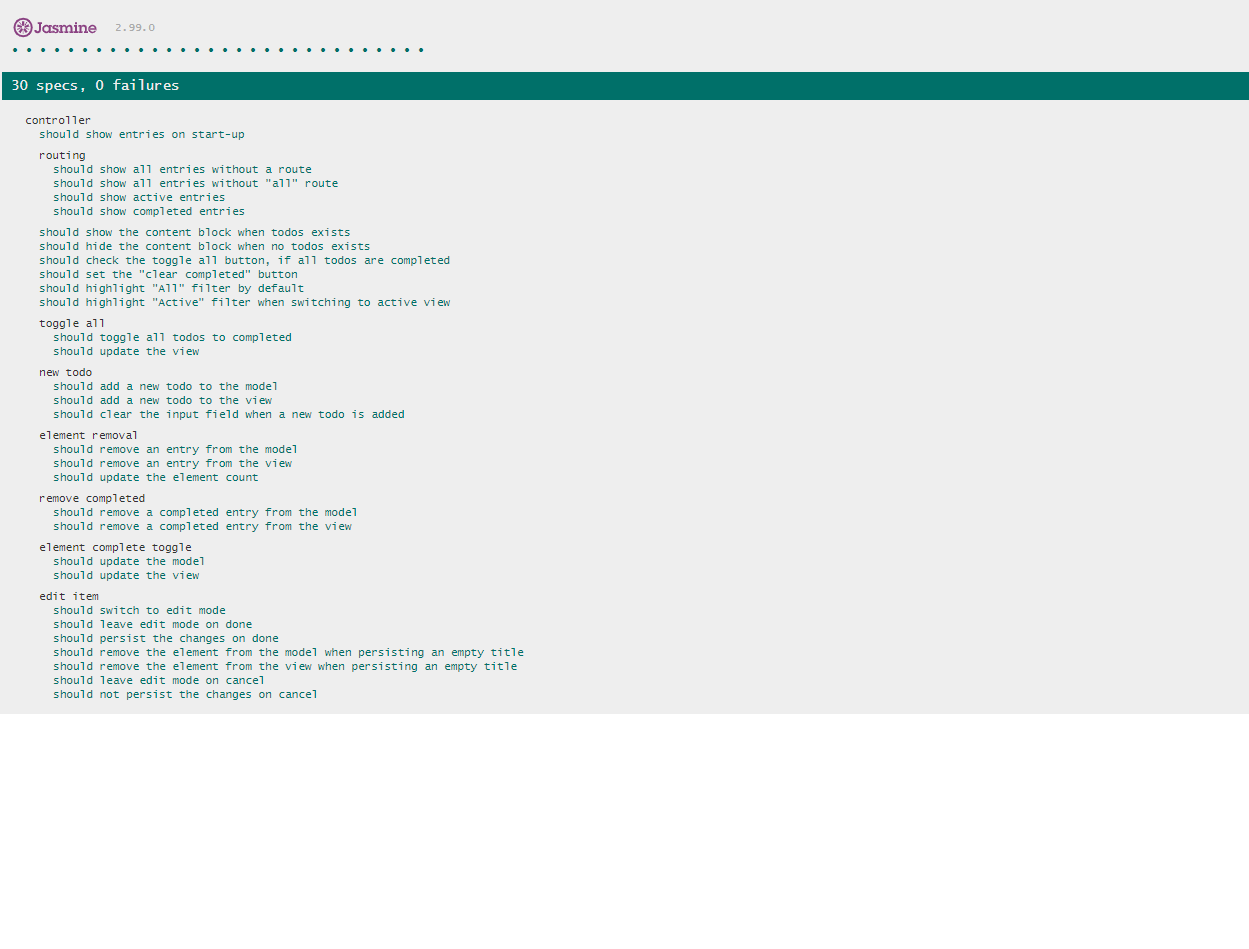 Jasmine 2.99.0
30 specs, 0 failures
controller
should show entries on start-up
routing
should show all entries without a route
should show all entries without "all" route
should show active entries
should show completed entries
should show the content block when todos exists
should hide the content block when no todos exists
should check the toggle all button, if all todos are completed
should set the "clear completed" button
should highlight "All" filter by default
should highlight "Active" filter when switching to active view
toggle all
should toggle all todos to completed
should update the view
new todo
should add a new todo to the model
should add a new todo to the view
should clear the input field when a new todo is added
element removal
should remove an entry from the model
should remove an entry from the view
should update the element count
remove completed
should remove a completed entry from the model
should remove a completed entry from the view
element complete toggle
should update the model
should update the view
edit item
should switch to edit mode
should leave edit mode on done
should persist the changes on done
should remove the element from the model when persisting an empty title
should remove the element from the view when persisting an empty title
should leave edit mode on cancel
should not persist the changes on cancel